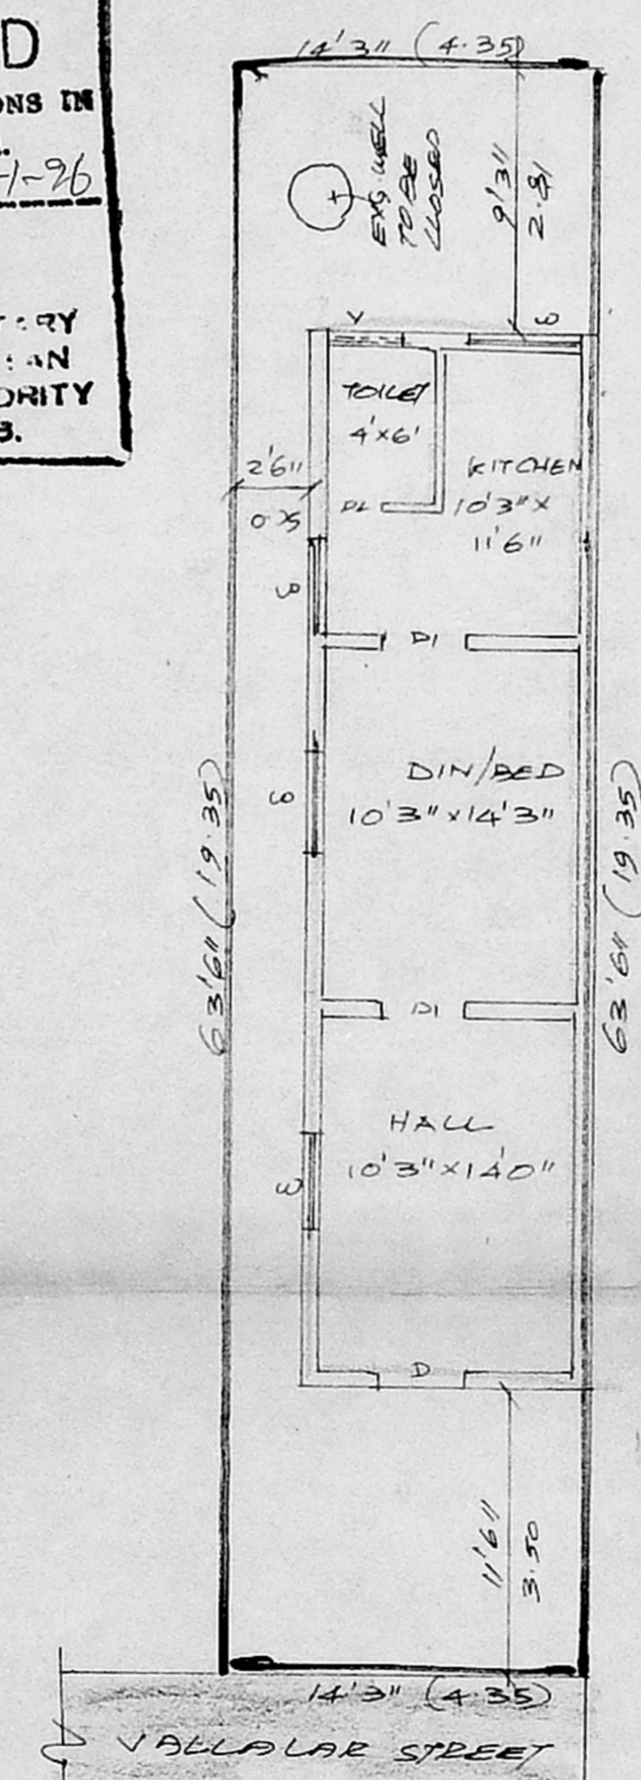 D
ONS IN
-1-96
ORITY
3.
14'3" (4.35)
EXG. WELL
TO BE
CLOSED
9'3"
2.81
V
TOILET
4'x6'
KITCHEN
10'3"x
11'6"
2'6"
D1
DIN/BED
10'3"x14'3"
63'6" (19.35)
63'6" (19.35)
D1
HALL
10'3"x14'0"
D
11'6"
3.50
14'3" (4.35)
VALLALAR STREET